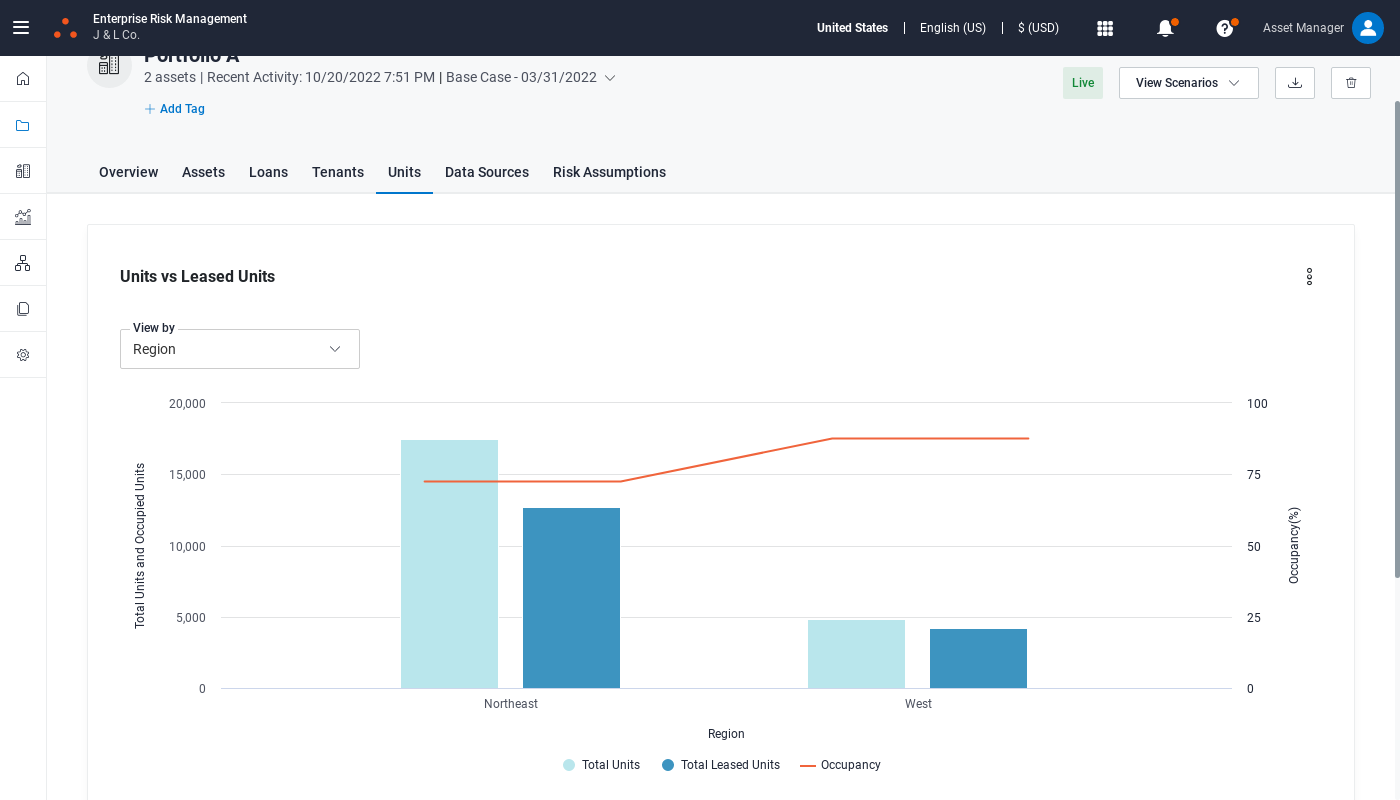 Enterprise Risk Management
J & L Co.
United States | English (US) | $ (USD)
Asset Manager
Portfolio A
2 assets | Recent Activity: 10/20/2022 7:51 PM | Base Case - 03/31/2022
Add Tag
Live
View Scenarios
Overview Assets Loans Tenants Units Data Sources Risk Assumptions
Units vs Leased Units
View by
Region
20,000
15,000
10,000
5,000
0
Total Units and Occupied Units
100
75
50
25
0
Occupancy(%)
Northeast West
Region
Total Units Total Leased Units Occupancy